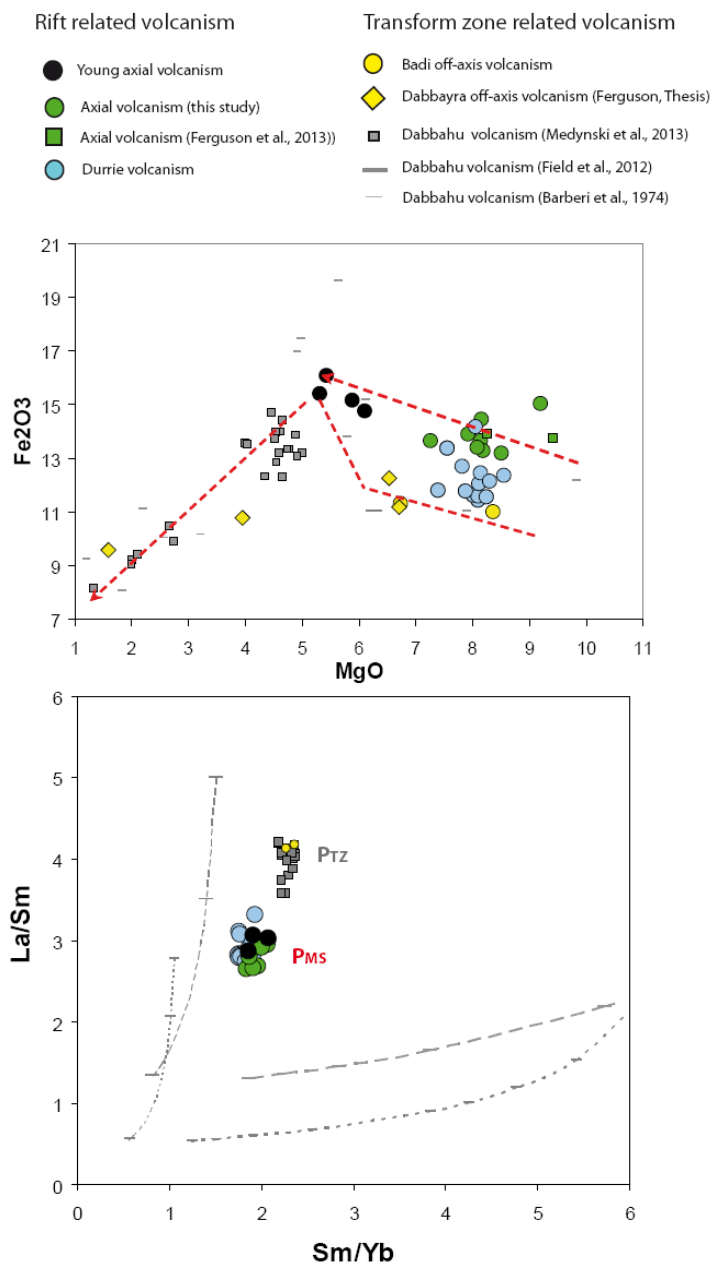 Rift related volcanism
Young axial volcanism
Axial volcanism (this study)
Axial volcanism (Ferguson et al., 2013))
Durrie volcanism
Transform zone related volcanism
Badi off-axis volcanism
Dabbayra off-axis volcanism (Ferguson, Thesis)
Dabbahu volcanism (Medynski et al., 2013)
Dabbahu volcanism (Field et al., 2012)
Dabbahu volcanism (Barberi et al., 1974)
Fe2O3
21
19
17
16
15
13
11
9
7
1 2 3 4 5 6 7 8 9 10 11
MgO
La/Sm
6
5
4
3
2
1
0
PTZ
PMS
0 1 2 3 4 5 6
Sm/Yb